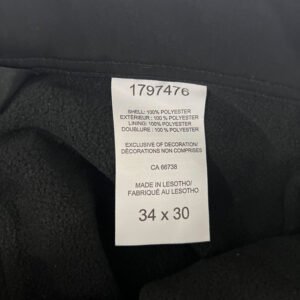 1797476
SHELL: 100% POLYESTER
EXTÉRIEUR : 100 % POLYESTER
LINING: 100% POLYESTER
DOUBLURE : 100 % POLYESTER
EXCLUSIVE OF DECORATION/
DÉCORATIONS NON COMPRISES
CA 66738
MADE IN LESOTHO/
FABRIQUÉ AU LESOTHO
34 x 30